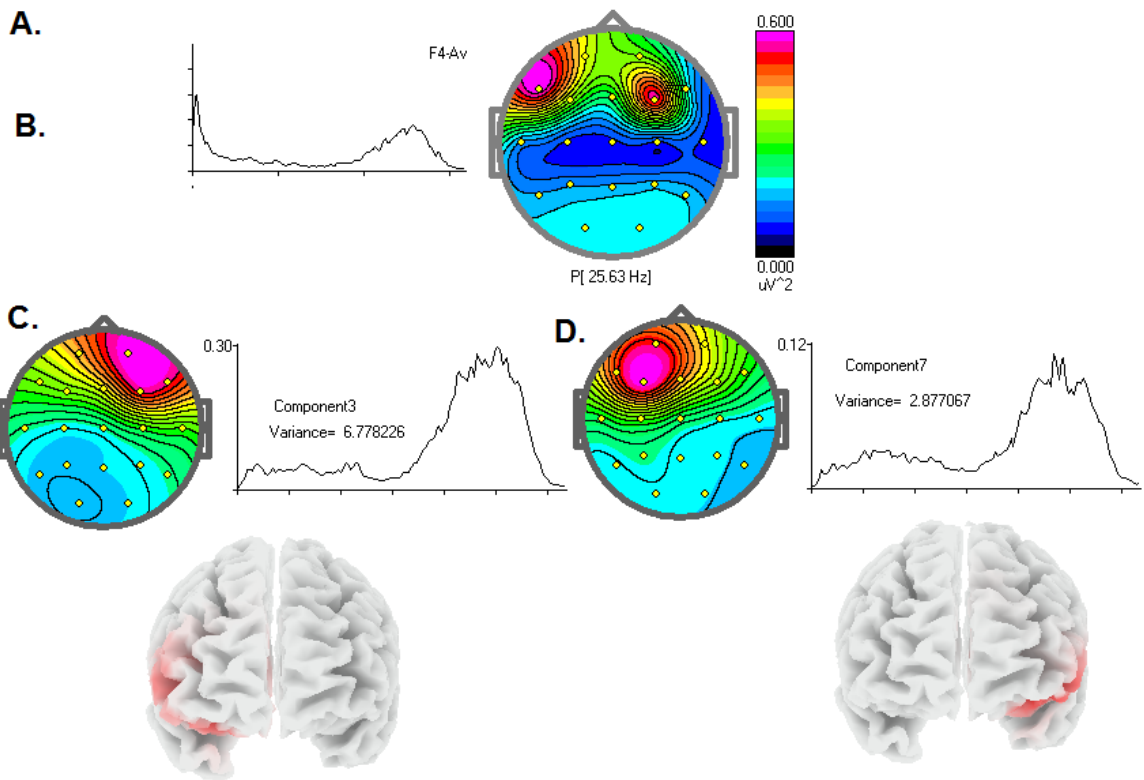 A.
F4-Av
0.600
B.
0.000
uV^2
P[ 25.63 Hz]
C.
0.30
Component3
Variance= 6.778226
D.
0.12
Component7
Variance= 2.877067